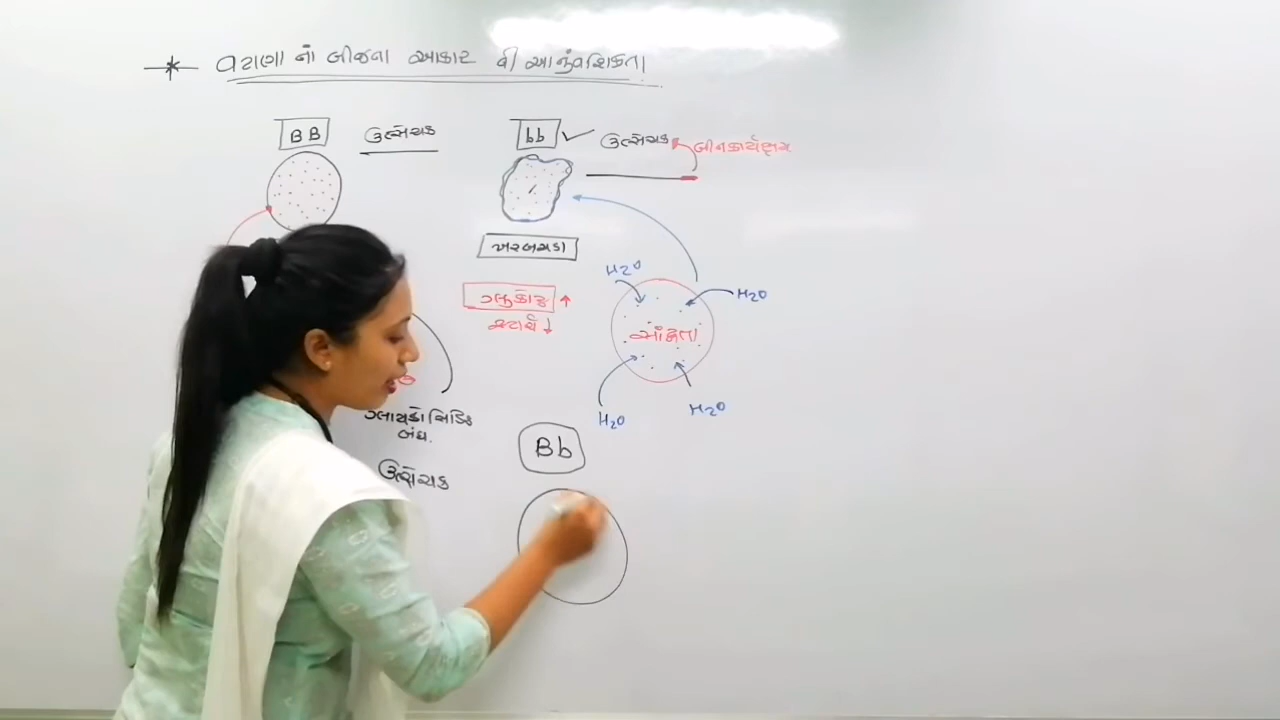 * વટાણા નાં બીજના આકાર ની આનુંવંશિકતા
BB
ઉત્સેચક
bb ✓
ઉત્સેચક
બીનકાર્યક્ષમ
ખરબચડા
ગ્લુકોઝ ↑
સ્ટાર્ચ ↓
H2O
H2O
સાંદ્રતા
H2O
H2O
ગ્લાયકોસિડિક
બંધ.
ઉત્સેચક
Bb